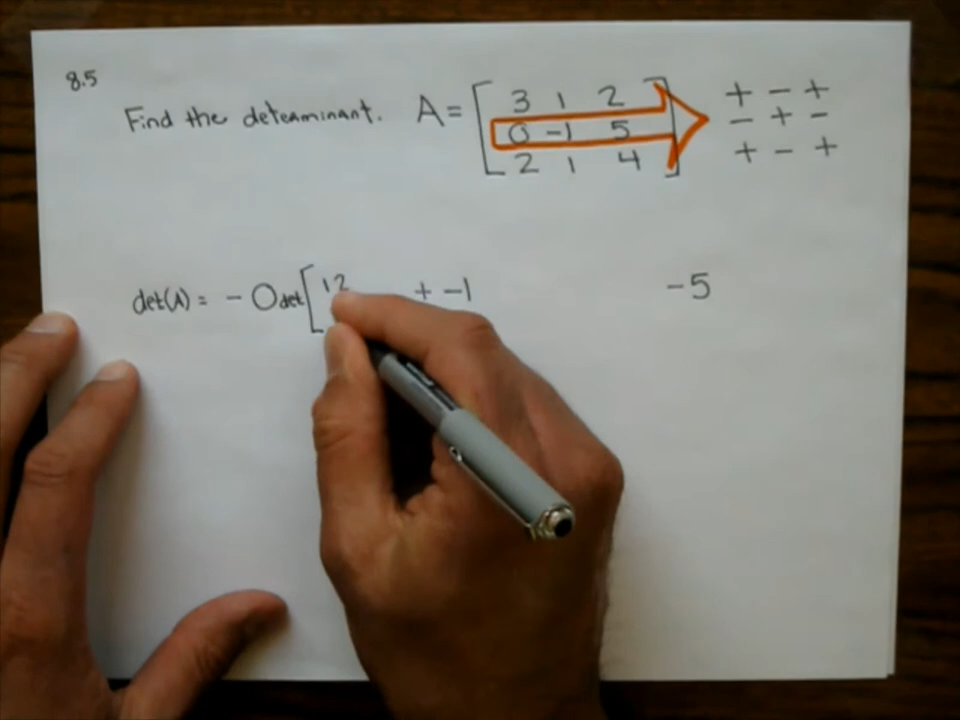 8.5
Find the determinant. A = [ 3 1 2 + - +
0 -1 5 - + -
2 1 4 ] + - +
det(A) = - 0 det [ 1 2 + -1 - 5